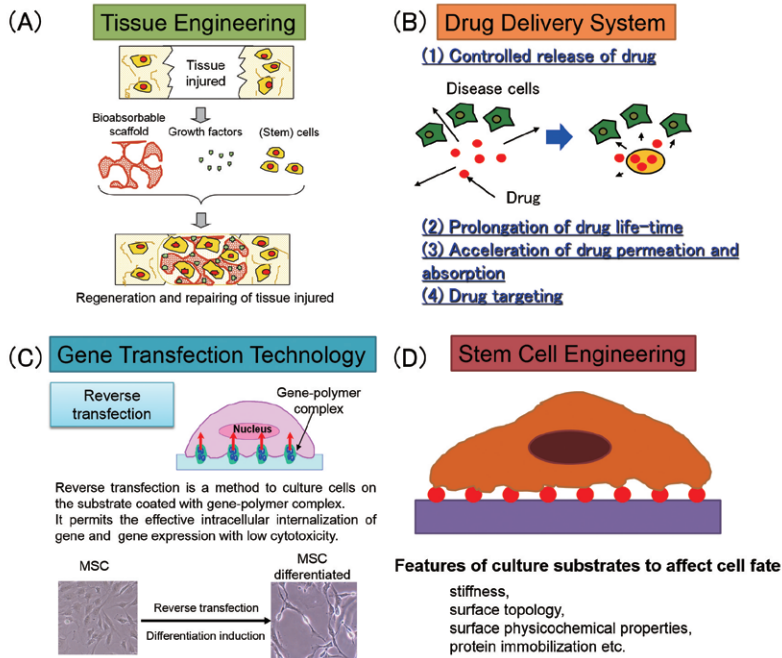 (A)
Tissue Engineering
Tissue
injured
Bioabsorbable
scaffold
Growth factors
(Stem) cells
Regeneration and repairing of tissue injured
(B)
Drug Delivery System
(1) Controlled release of drug
Disease cells
Drug
(2) Prolongation of drug life-time
(3) Acceleration of drug permeation and
absorption
(4) Drug targeting
(C)
Gene Transfection Technology
Reverse
transfection
Gene-polymer
complex
Nucleus
Reverse transfection is a method to culture cells on
the substrate coated with gene-polymer complex.
It permits the effective intracellular internalization of
gene and gene expression with low cytotoxicity.
MSC
MSC
differentiated
Reverse transfection
Differentiation induction
(D)
Stem Cell Engineering
Features of culture substrates to affect cell fate
stiffness,
surface topology,
surface physicochemical properties,
protein immobilization etc.